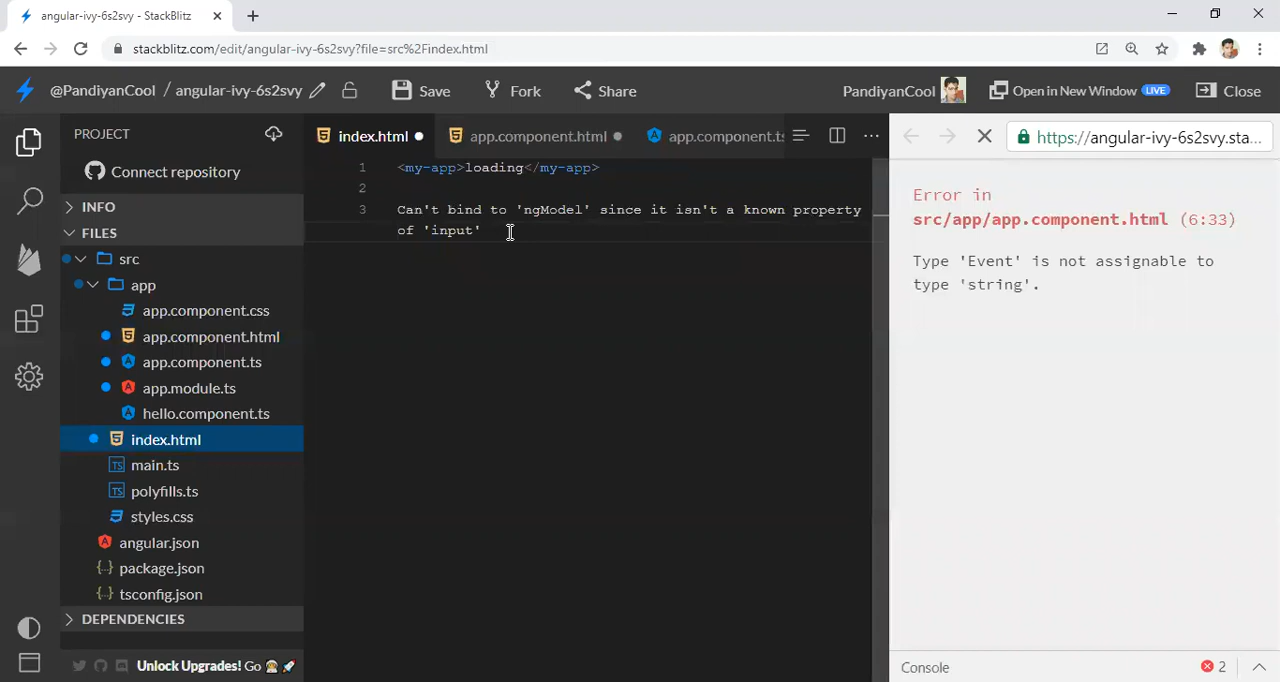 angular-ivy-6s2svy - StackBlitz
stackblitz.com/edit/angular-ivy-6s2svy?file=src%2Findex.html
@PandiyanCool / angular-ivy-6s2svy
Save
Fork
Share
PandiyanCool
Open in New Window LIVE
Close
PROJECT
Connect repository
INFO
FILES
src
app
app.component.css
app.component.html
app.component.ts
app.module.ts
hello.component.ts
index.html
main.ts
polyfills.ts
styles.css
angular.json
package.json
tsconfig.json
DEPENDENCIES
Unlock Upgrades! Go
index.html
app.component.html
app.component.ts
1 <my-app>loading</my-app>
2
3 Can't bind to 'ngModel' since it isn't a known property
of 'input'
https://angular-ivy-6s2svy.sta...
Error in
src/app/app.component.html (6:33)
Type 'Event' is not assignable to
type 'string'.
Console
2